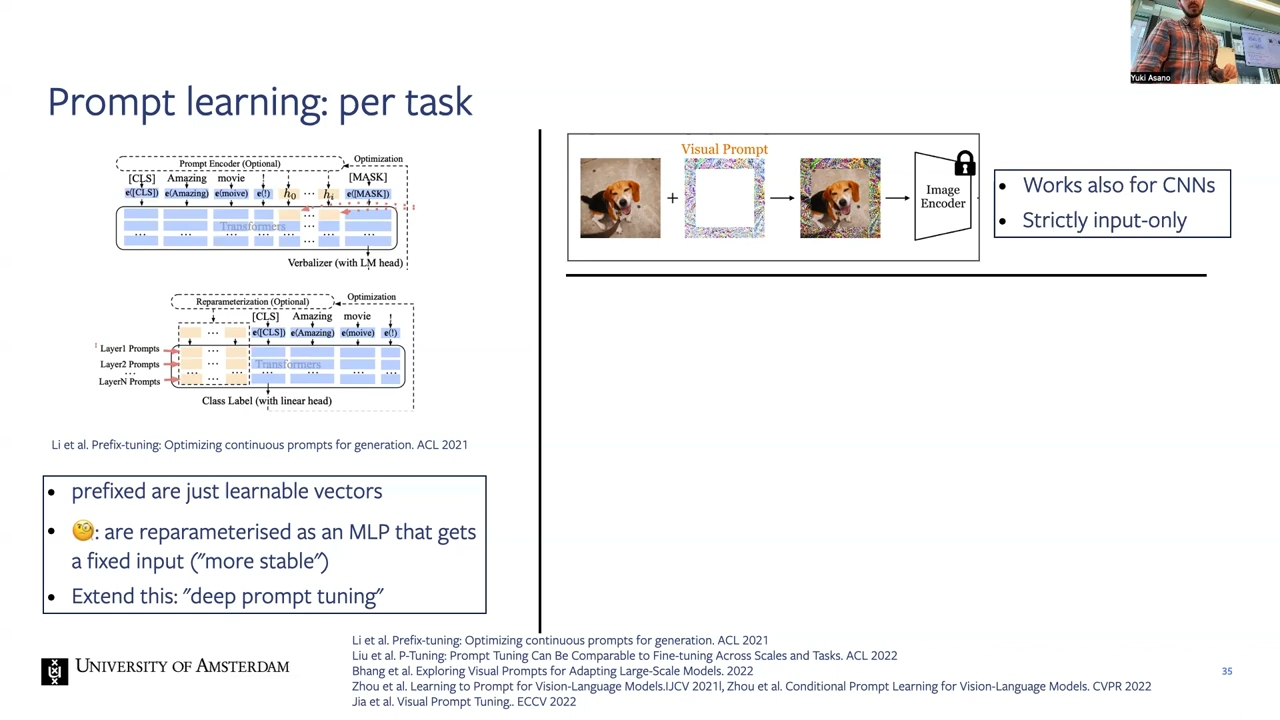 Yuki Asano
Prompt learning: per task
Prompt Encoder (Optional)
Optimization
[CLS] Amazing movie ! [MASK]
e([CLS]) e(Amazing) e(moive) e(!) h0 ... hi e([MASK])
Transformers
... ... ... ... ... ...
Verbalizer (with LM head)
Reparameterization (Optional)
Optimization
[CLS] Amazing movie !
... e([CLS]) e(Amazing) e(moive) e(!)
Layer1 Prompts
Layer2 Prompts
...
LayerN Prompts
Transformers
Class Label (with linear head)
Li et al. Prefix-tuning: Optimizing continuous prompts for generation. ACL 2021
• prefixed are just learnable vectors
• 🧐: are reparameterised as an MLP that gets
a fixed input ("more stable")
• Extend this: "deep prompt tuning"
Visual Prompt
+
Image
Encoder
• Works also for CNNs
• Strictly input-only
Li et al. Prefix-tuning: Optimizing continuous prompts for generation. ACL 2021
Liu et al. P-Tuning: Prompt Tuning Can Be Comparable to Fine-tuning Across Scales and Tasks. ACL 2022
Bhang et al. Exploring Visual Prompts for Adapting Large-Scale Models. 2022
Zhou et al. Learning to Prompt for Vision-Language Models.IJCV 2021l, Zhou et al. Conditional Prompt Learning for Vision-Language Models. CVPR 2022
Jia et al. Visual Prompt Tuning.. ECCV 2022
UNIVERSITY OF AMSTERDAM
35